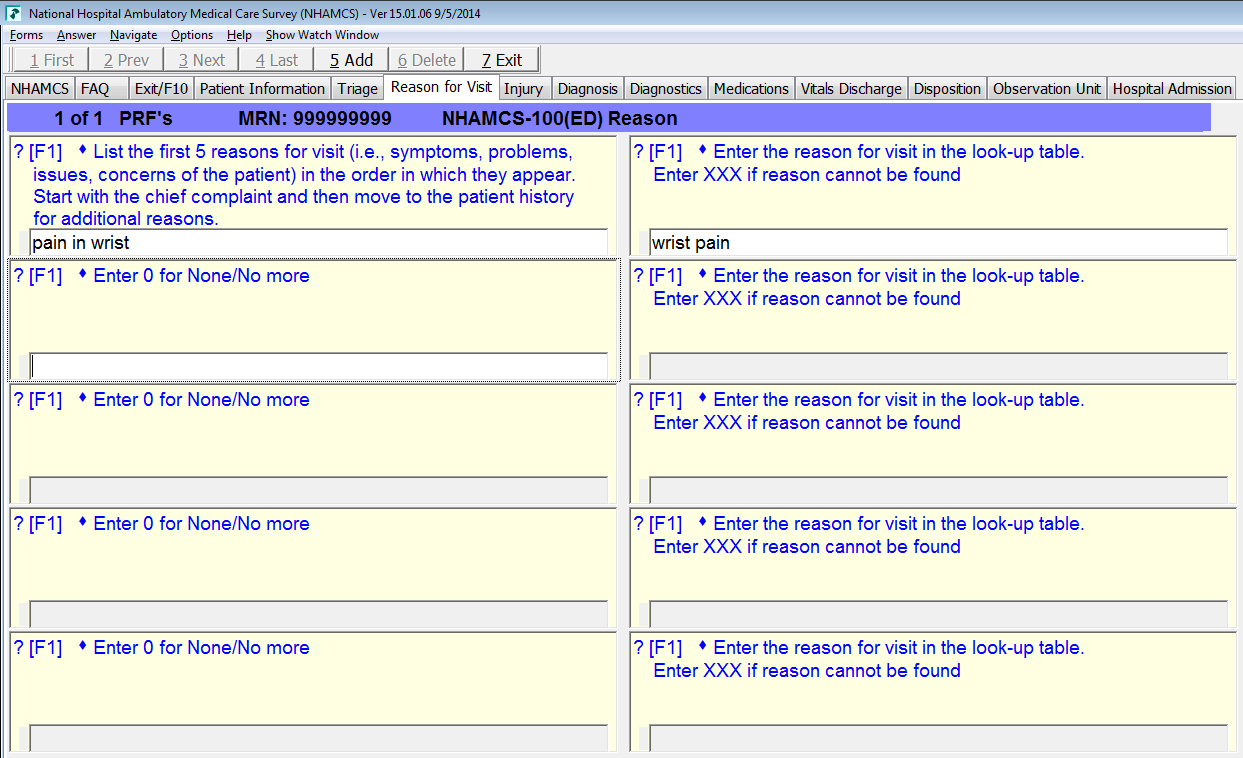 National Hospital Ambulatory Medical Care Survey (NHAMCS) - Ver 15.01.06 9/5/2014
Forms Answer Navigate Options Help Show Watch Window
1 First 2 Prev 3 Next 4 Last 5 Add 6 Delete 7 Exit
NHAMCS FAQ Exit/F10 Patient Information Triage Reason for Visit Injury Diagnosis Diagnostics Medications Vitals Discharge Disposition Observation Unit Hospital Admission
1 of 1 PRF's MRN: 999999999 NHAMCS-100(ED) Reason
? [F1] ♦ List the first 5 reasons for visit (i.e., symptoms, problems,
issues, concerns of the patient) in the order in which they appear.
Start with the chief complaint and then move to the patient history
for additional reasons.
pain in wrist
? [F1] ♦ Enter the reason for visit in the look-up table.
Enter XXX if reason cannot be found
wrist pain
? [F1] ♦ Enter 0 for None/No more
? [F1] ♦ Enter the reason for visit in the look-up table.
Enter XXX if reason cannot be found
? [F1] ♦ Enter 0 for None/No more
? [F1] ♦ Enter the reason for visit in the look-up table.
Enter XXX if reason cannot be found
? [F1] ♦ Enter 0 for None/No more
? [F1] ♦ Enter the reason for visit in the look-up table.
Enter XXX if reason cannot be found
? [F1] ♦ Enter 0 for None/No more
? [F1] ♦ Enter the reason for visit in the look-up table.
Enter XXX if reason cannot be found